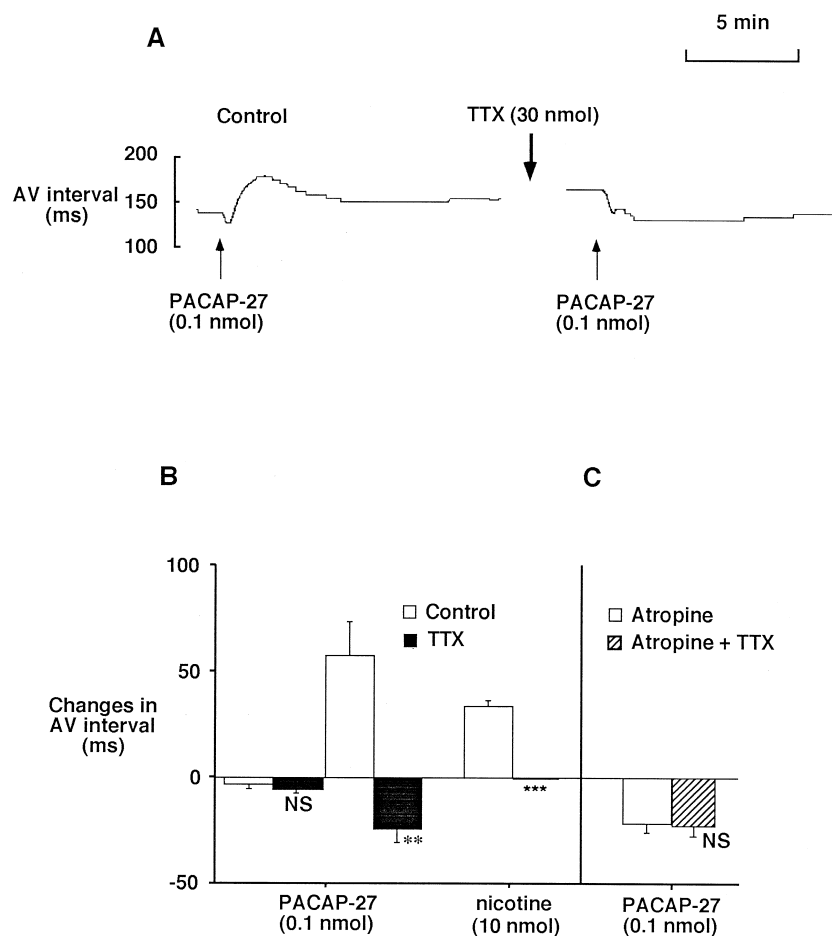 A
5 min
Control
TTX (30 nmol)
200
AV interval
(ms)
150
100
PACAP-27
(0.1 nmol)
PACAP-27
(0.1 nmol)
B
C
100
50
0
-50
Changes in
AV interval
(ms)
Control
TTX
NS
**
***
Atropine
Atropine + TTX
NS
PACAP-27
(0.1 nmol)
nicotine
(10 nmol)
PACAP-27
(0.1 nmol)